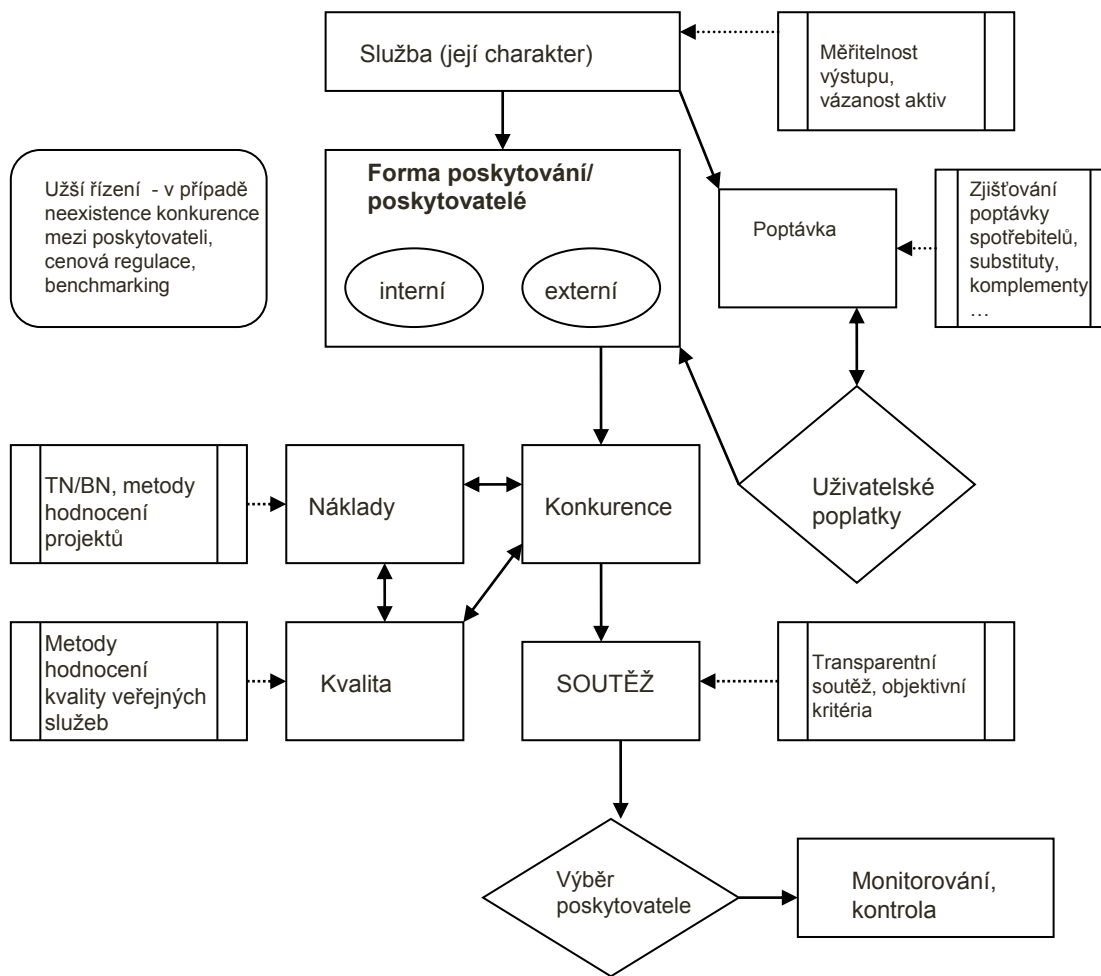 Služba (její charakter)
Měřitelnost
výstupu,
vázanost aktiv
Užší řízení - v případě
neexistence konkurence
mezi poskytovateli,
cenová regulace,
benchmarking
Forma poskytování/
poskytovatelé
interní
externí
Poptávka
Zjišťování
poptávky
spotřebitelů,
substituty,
komplementy
…
TN/BN, metody
hodnocení
projektů
Náklady
Konkurence
Uživatelské
poplatky
Metody
hodnocení
kvality veřejných
služeb
Kvalita
SOUTĚŽ
Transparentní
soutěž, objektivní
kritéria
Výběr
poskytovatele
Monitorování,
kontrola